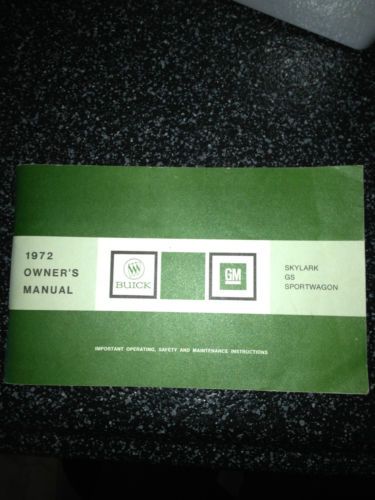 1972
OWNER'S
MANUAL
BUICK
GM
SKYLARK
GS
SPORTWAGON
IMPORTANT OPERATING, SAFETY AND MAINTENANCE INSTRUCTIONS